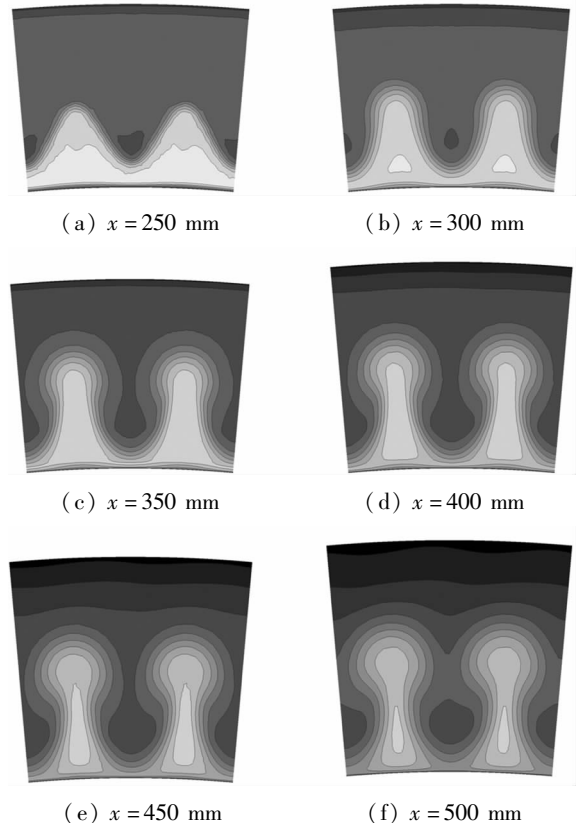 (a) x = 250 mm
(b) x = 300 mm
(c) x = 350 mm
(d) x = 400 mm
(e) x = 450 mm
(f) x = 500 mm